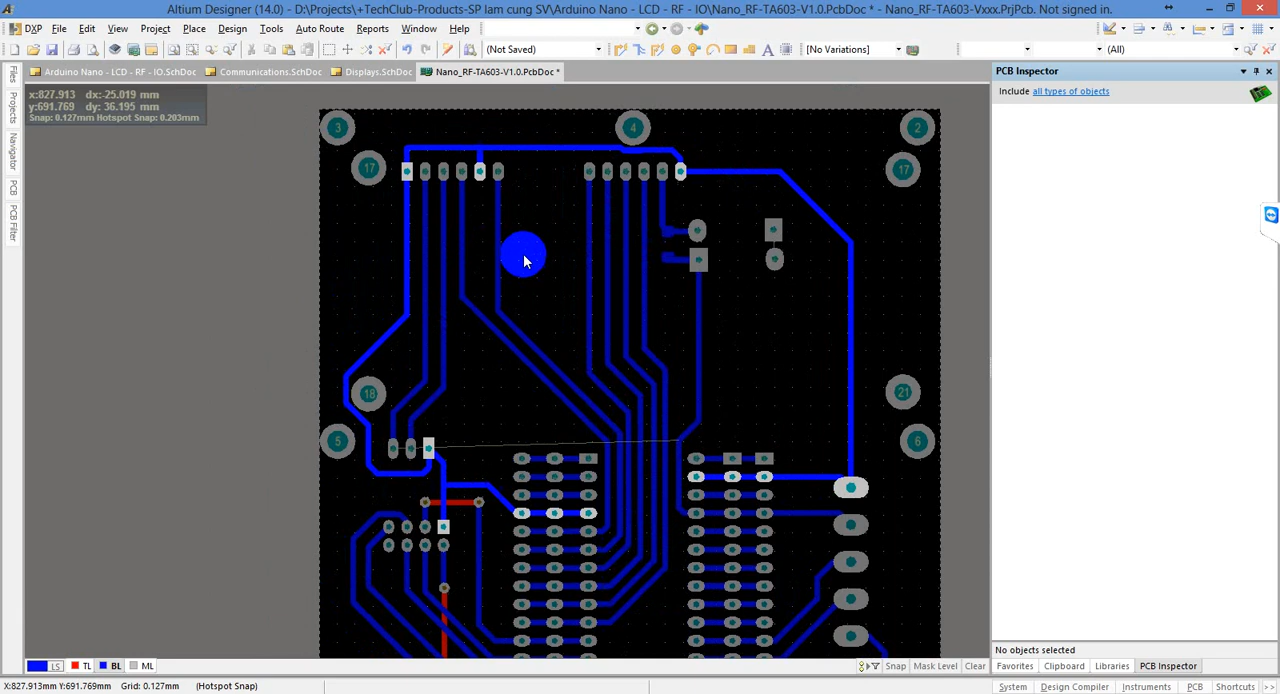 Altium Designer (14.0) - D:\Projects\+TechClub-Products-SP lam cung SV\Arduino Nano - LCD - RF - IO\Nano_RF-TA603-V1.0.PcbDoc * - Nano_RF-TA603-Vxxx.PrjPcb. Not signed in.
DXP File Edit View Project Place Design Tools Auto Route Reports Window Help
(Not Saved) [No Variations] (All)
Arduino Nano - LCD - RF - IO.SchDoc Communications.SchDoc Displays.SchDoc Nano_RF-TA603-V1.0.PcbDoc *
PCB Inspector
Include all types of objects
x:827.913 dx:-25.019 mm
y:691.769 dy: 36.195 mm
Snap: 0.127mm Hotspot Snap: 0.203mm
Files
Projects
Navigator
PCB
PCB Filter
3 4 2
17 17
18 21
5 6
No objects selected
LS TL BL ML Snap Mask Level Clear
Favorites Clipboard Libraries PCB Inspector
X:827.913mm Y:691.769mm Grid: 0.127mm (Hotspot Snap)
System Design Compiler Instruments PCB Shortcuts >>